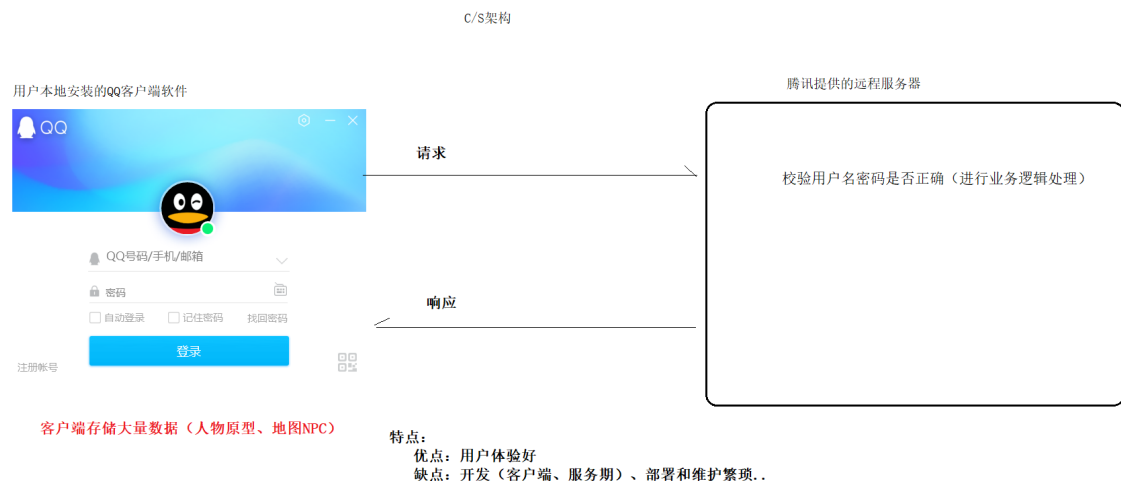 C/S架构
用户本地安装的QQ客户端软件
腾讯提供的远程服务器
QQ
请求
校验用户名密码是否正确（进行业务逻辑处理）
QQ号码/手机/邮箱
密码
自动登录 记住密码 找回密码
响应
登录
注册帐号
客户端存储大量数据（人物原型、地图NPC）
特点：
优点：用户体验好
缺点：开发（客户端、服务期）、部署和维护繁琐..